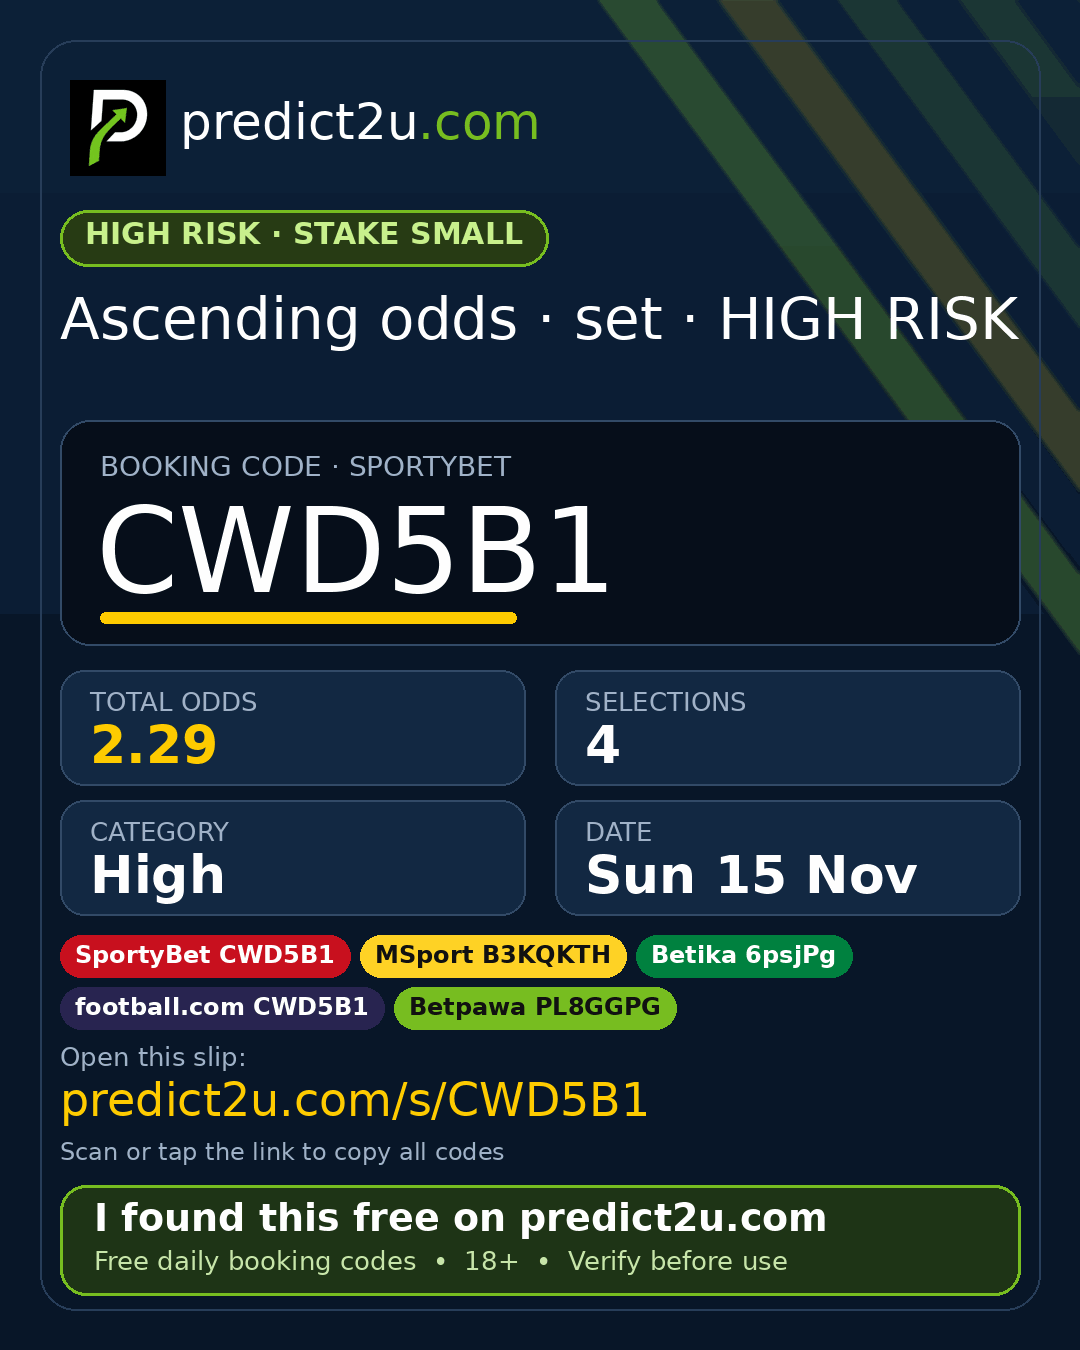 predict2u.com
HIGH RISK · STAKE SMALL
Ascending odds · set · HIGH RISK
BOOKING CODE · SPORTYBET
CWD5B1
TOTAL ODDS
2.29
SELECTIONS
4
CATEGORY
High
DATE
Sun 15 Nov
SportyBet CWD5B1 MSport B3KQKTH Betika 6psjPg
football.com CWD5B1 Betpawa PL8GGPG
Open this slip:
predict2u.com/s/CWD5B1
Scan or tap the link to copy all codes
I found this free on predict2u.com
Free daily booking codes • 18+ • Verify before use